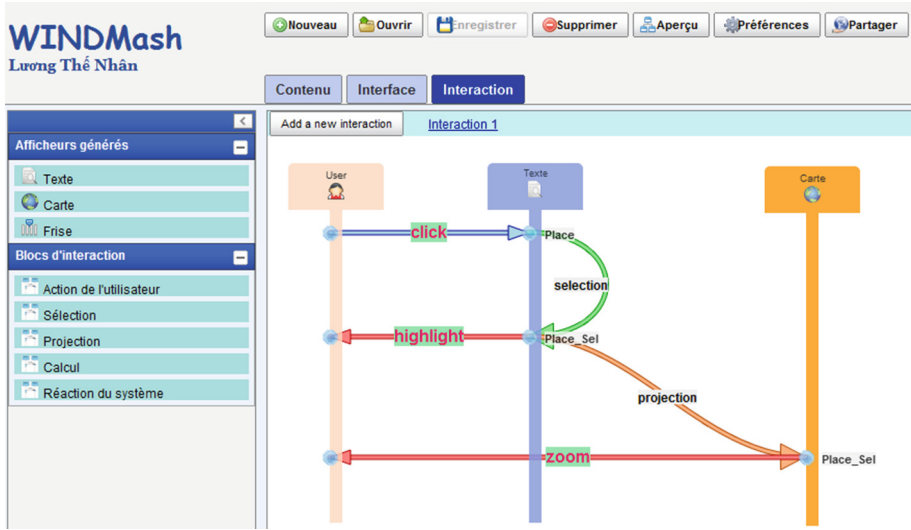 WINDMash
Lương Thế Nhân
Nouveau Ouvrir Enregistrer Supprimer Aperçu Préférences Partager
Contenu Interface Interaction
Add a new interaction Interaction 1
Afficheurs générés
Texte
Carte
Frise
Blocs d'interaction
Action de l'utilisateur
Sélection
Projection
Calcul
Réaction du système
User
Texte
Carte
click
Place
selection
highlight
Place_Sel
projection
zoom
Place_Sel